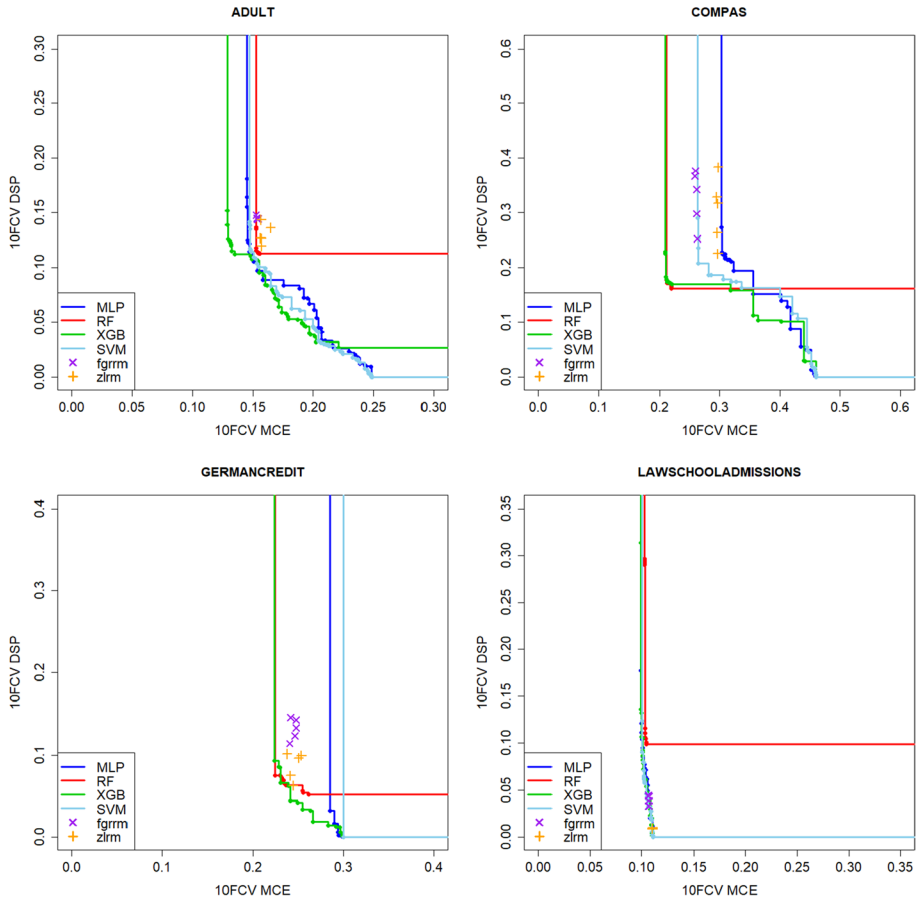 ADULT
10FCV DSP
0.30
0.25
0.20
0.15
0.10
0.05
0.00
MLP
RF
XGB
SVM
fgrrm
zlrm
0.00
0.10
0.15
0.20
0.25
0.30
10FCV MCE
COMPAS
10FCV DSP
0.6
0.5
0.4
0.3
0.2
0.1
0.0
MLP
RF
XGB
SVM
fgrrm
zlrm
0.0
0.1
0.2
0.3
0.4
0.5
0.6
10FCV MCE
GERMANCREDIT
10FCV DSP
0.4
0.3
0.2
0.1
0.0
MLP
RF
XGB
SVM
fgrrm
zlrm
0.0
0.2
0.3
0.4
10FCV MCE
LAWSCHOOLADMISSIONS
10FCV DSP
0.35
0.30
0.25
0.20
0.15
0.10
0.05
0.00
MLP
RF
XGB
SVM
fgrrm
zlrm
0.00
0.05
0.10
0.15
0.20
0.25
0.30
0.35
10FCV MCE